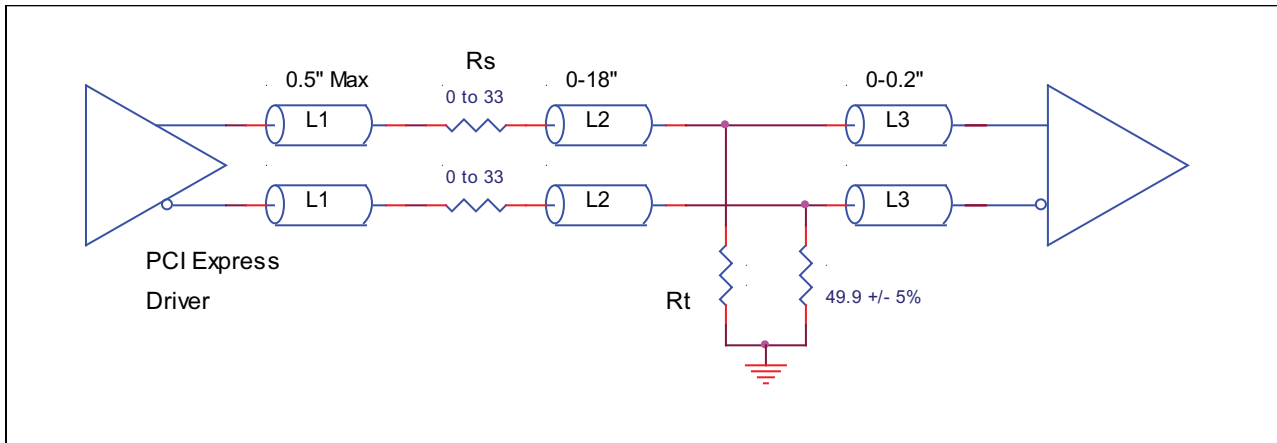 Rs
0.5" Max
0-18"
0-0.2"
0 to 33
L1
L2
L3
0 to 33
L1
L2
L3
PCI Express
Driver
Rt
49.9 +/- 5%